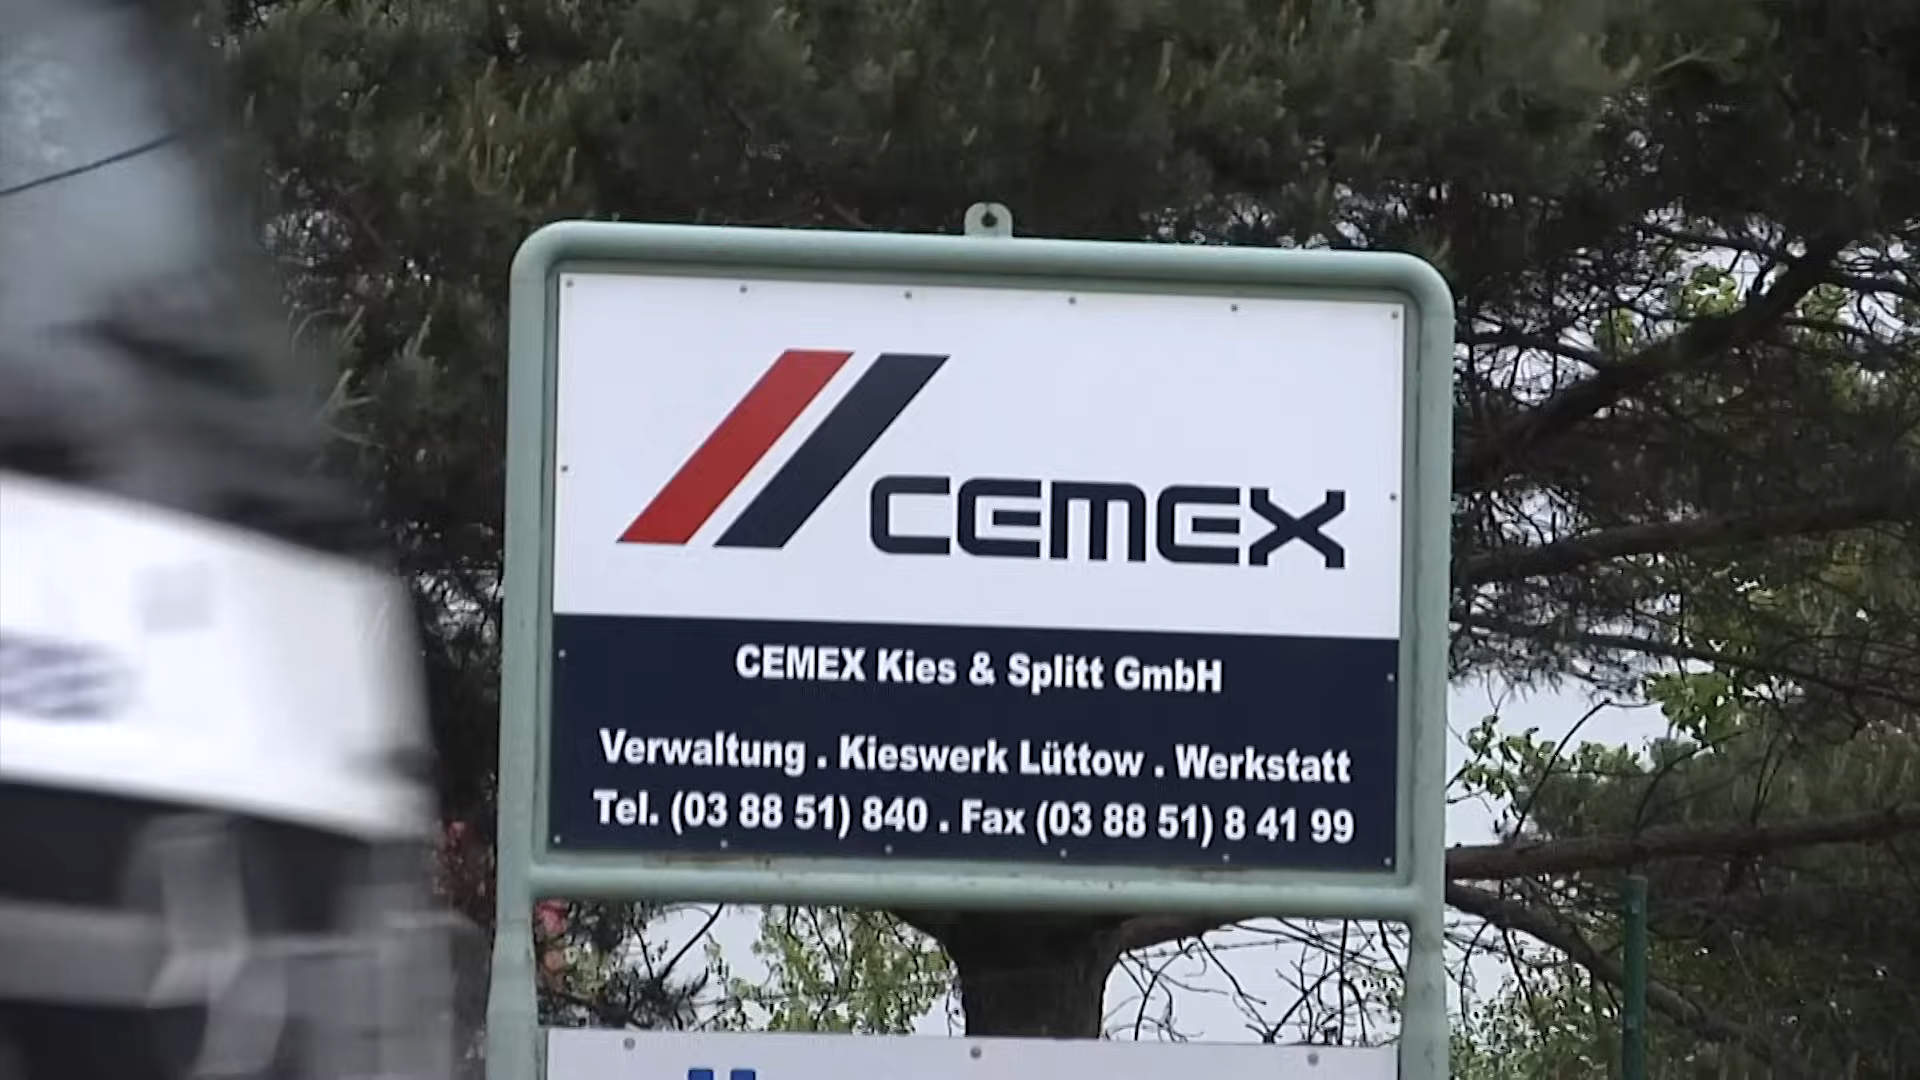 CEMEX
CEMEX Kies & Splitt GmbH
Verwaltung . Kieswerk Lüttow . Werkstatt
Tel. (03 88 51) 840 . Fax (03 88 51) 8 41 99